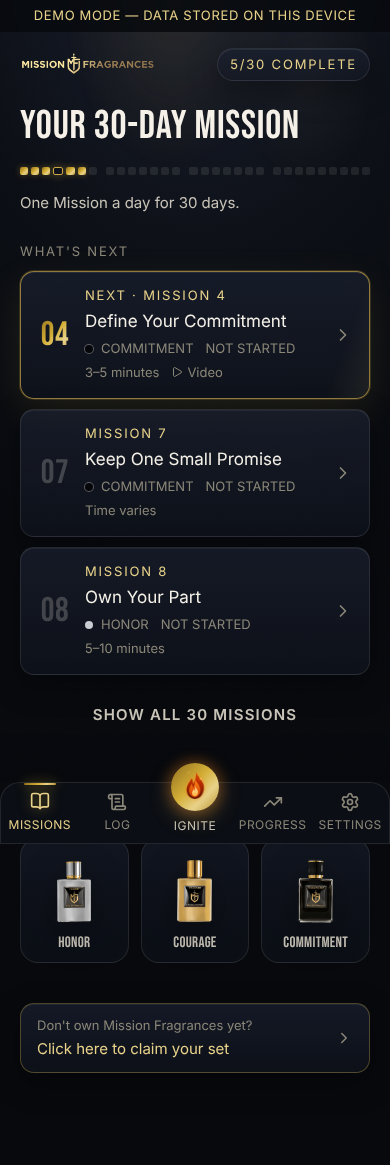 DEMO MODE — DATA STORED ON THIS DEVICE
MISSION FRAGRANCES
5/30 COMPLETE
YOUR 30-DAY MISSION
One Mission a day for 30 days.
WHAT'S NEXT
NEXT · MISSION 4
04
Define Your Commitment
COMMITMENT NOT STARTED
3–5 minutes Video
MISSION 7
07
Keep One Small Promise
COMMITMENT NOT STARTED
Time varies
MISSION 8
08
Own Your Part
HONOR NOT STARTED
5–10 minutes
SHOW ALL 30 MISSIONS
MISSIONS LOG IGNITE PROGRESS SETTINGS
HONOR COURAGE COMMITMENT
Don't own Mission Fragrances yet?
Click here to claim your set